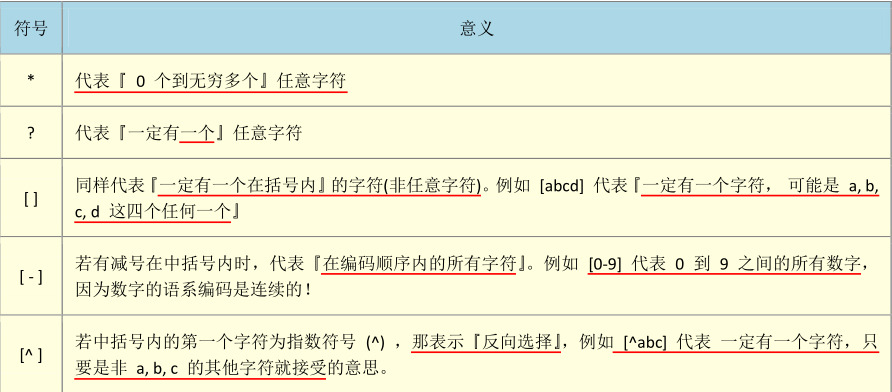 符号 意义
* 代表『 0 个到无穷多个』任意字符
? 代表『一定有一个』任意字符
[ ] 同样代表『一定有一个在括号内』的字符(非任意字符)。例如 [abcd] 代表『一定有一个字符， 可能是 a, b,
c, d 这四个任何一个』
[ - ] 若有减号在中括号内时，代表『在编码顺序内的所有字符』。例如 [0-9] 代表 0 到 9 之间的所有数字，
因为数字的语系编码是连续的！
[^ ] 若中括号内的第一个字符为指数符号 (^) ，那表示『反向选择』，例如 [^abc] 代表 一定有一个字符，只
要是非 a, b, c 的其他字符就接受的意思。